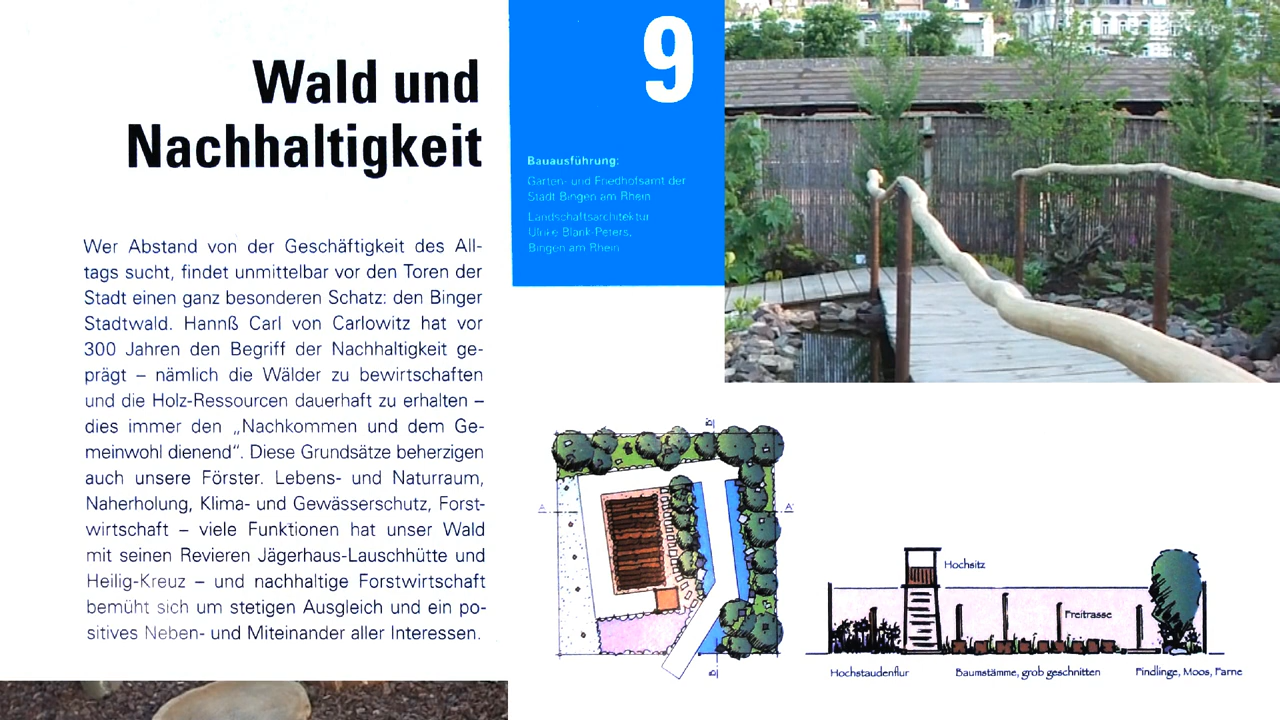 Wald und
Nachhaltigkeit
Wer Abstand von der Geschäftigkeit des All-
tags sucht, findet unmittelbar vor den Toren der
Stadt einen ganz besonderen Schatz: den Binger
Stadtwald. Hannß Carl von Carlowitz hat vor
300 Jahren den Begriff der Nachhaltigkeit ge-
prägt – nämlich die Wälder zu bewirtschaften
und die Holz-Ressourcen dauerhaft zu erhalten –
dies immer den „Nachkommen und dem Ge-
meinwohl dienend“. Diese Grundsätze beherzigen
auch unsere Förster. Lebens- und Naturraum,
Naherholung, Klima- und Gewässerschutz, Forst-
wirtschaft – viele Funktionen hat unser Wald
mit seinen Revieren Jägerhaus-Lauschhütte und
Heilig-Kreuz – und nachhaltige Forstwirtschaft
bemüht sich um stetigen Ausgleich und ein po-
sitives Neben- und Miteinander aller Interessen.
9
Bauausführung:
Garten- und Friedhofsamt der
Stadt Bingen am Rhein
Landschaftsarchitektur
Ulrike Blank-Peters,
Bingen am Rhein
B'
A
A'
B
Hochsitz
Freitrasse
Hochstaudenflur
Baumstämme, grob geschnitten
Findlinge, Moos, Farne